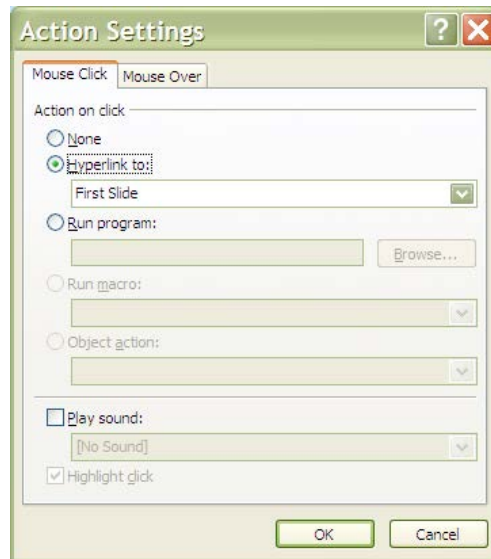 Action Settings
Mouse Click Mouse Over
Action on click
None
Hyperlink to:
First Slide
Run program:
Browse...
Run macro:
Object action:
Play sound:
[No Sound]
Highlight click
OK Cancel